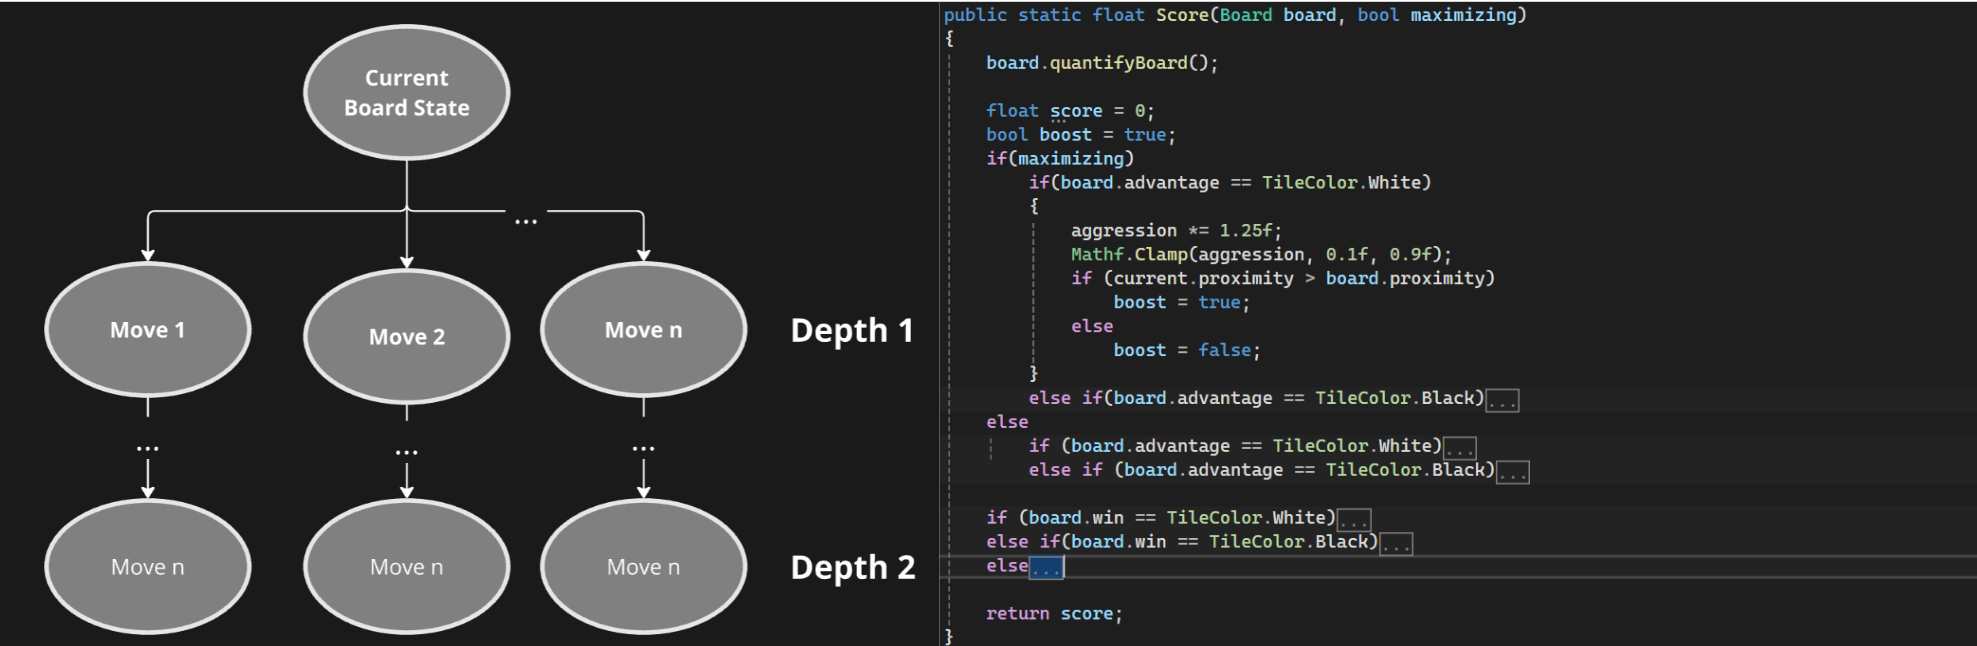 Current
Board State
...
Move 1
Move 2
Move n
Depth 1
...
...
...
Move n
Move n
Move n
Depth 2
public static float Score(Board board, bool maximizing)
{
board.quantifyBoard();
float score = 0;
bool boost = true;
if(maximizing)
if(board.advantage == TileColor.White)
{
aggression *= 1.25f;
Mathf.Clamp(aggression, 0.1f, 0.9f);
if (current.proximity > board.proximity)
boost = true;
else
boost = false;
}
else if(board.advantage == TileColor.Black)...
else
if (board.advantage == TileColor.White)...
else if (board.advantage == TileColor.Black)...
if (board.win == TileColor.White)...
else if(board.win == TileColor.Black)...
else...
return score;
}